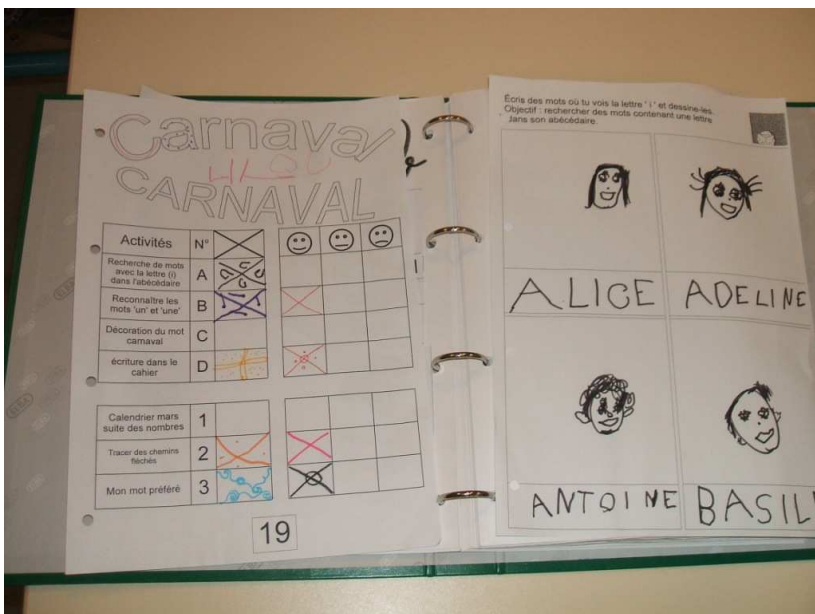 Carnaval
CARNAVAL
Activités N°
Recherche de mots
avec la lettre (i)
dans l'abécédaire
A
Reconnaître les
mots 'un' et 'une'
B
Décoration du mot
carnaval
C
écriture dans le
cahier
D
Calendrier mars
suite des nombres
1
Tracer des chemins
fléchés
2
Mon mot préféré
3
19
Écris des mots où tu vois la lettre ' i ' et dessine-les.
Objectif : rechercher des mots contenant une lettre
dans son abécédaire.
ALICE ADELINE
ANTOINE BASIL